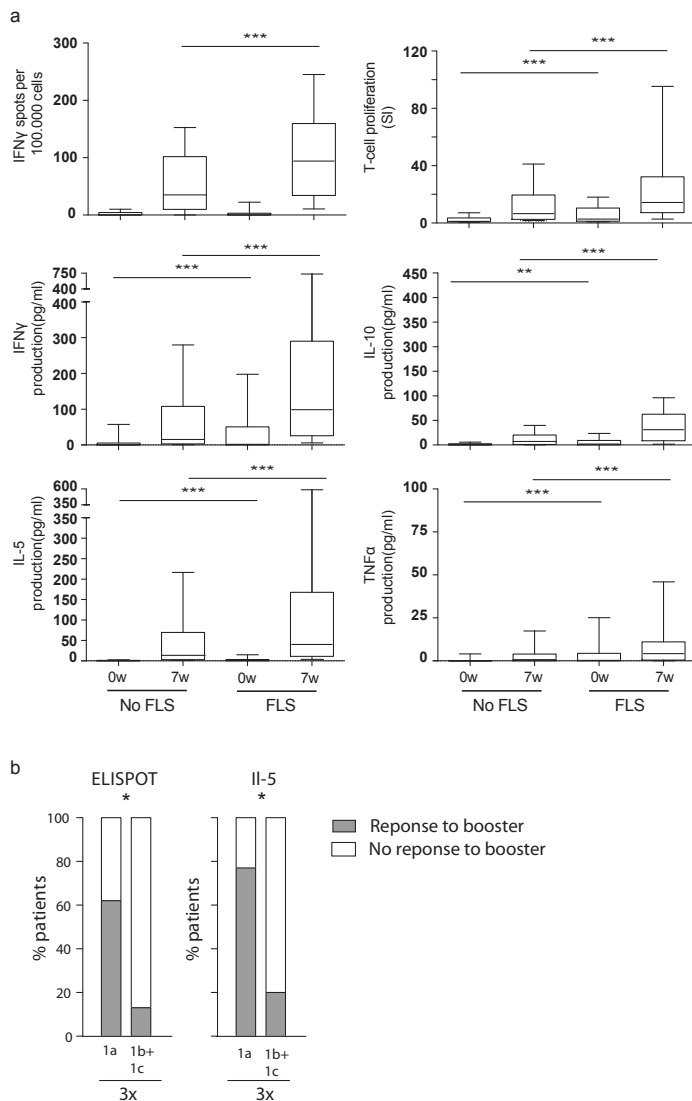 a
IFNγ spots per
100.000 cells
300
200
100
0
***
T-cell proliferation
(SI)
120
80
40
20
0
***
***
IFNγ
production(pg/ml)
750
400
400
300
200
100
0
***
***
IL-10
production(pg/ml)
450
400
350
300
250
200
150
100
50
0
**
***
IL-5
production(pg/ml)
600
350
350
300
250
200
150
100
50
0
***
***
TNFα
production(pg/ml)
100
75
50
25
0
***
***
0w 7w 0w 7w
No FLS FLS
0w 7w 0w 7w
No FLS FLS
b
ELISPOT
*
Il-5
*
% patients
100
80
60
40
20
0
1a 1b+
1c
3x
% patients
1a 1b+
1c
3x
Reponse to booster
No reponse to booster